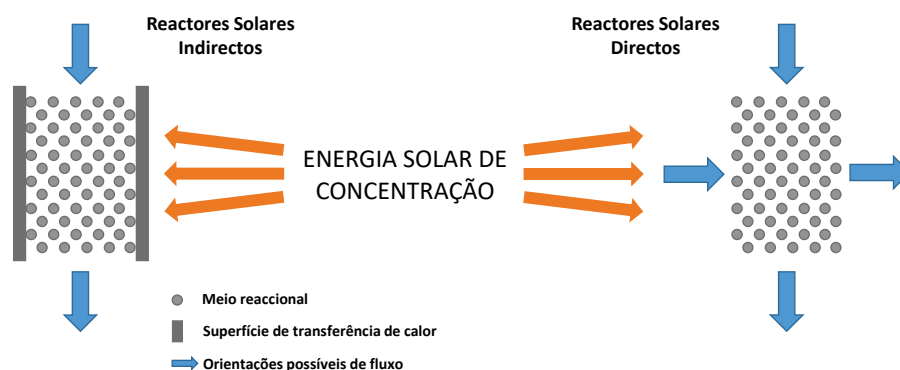 Reactores Solares
Indirectos
Reactores Solares
Directos
ENERGIA SOLAR DE
CONCENTRAÇÃO
Meio reaccional
Superfície de transferência de calor
Orientações possíveis de fluxo